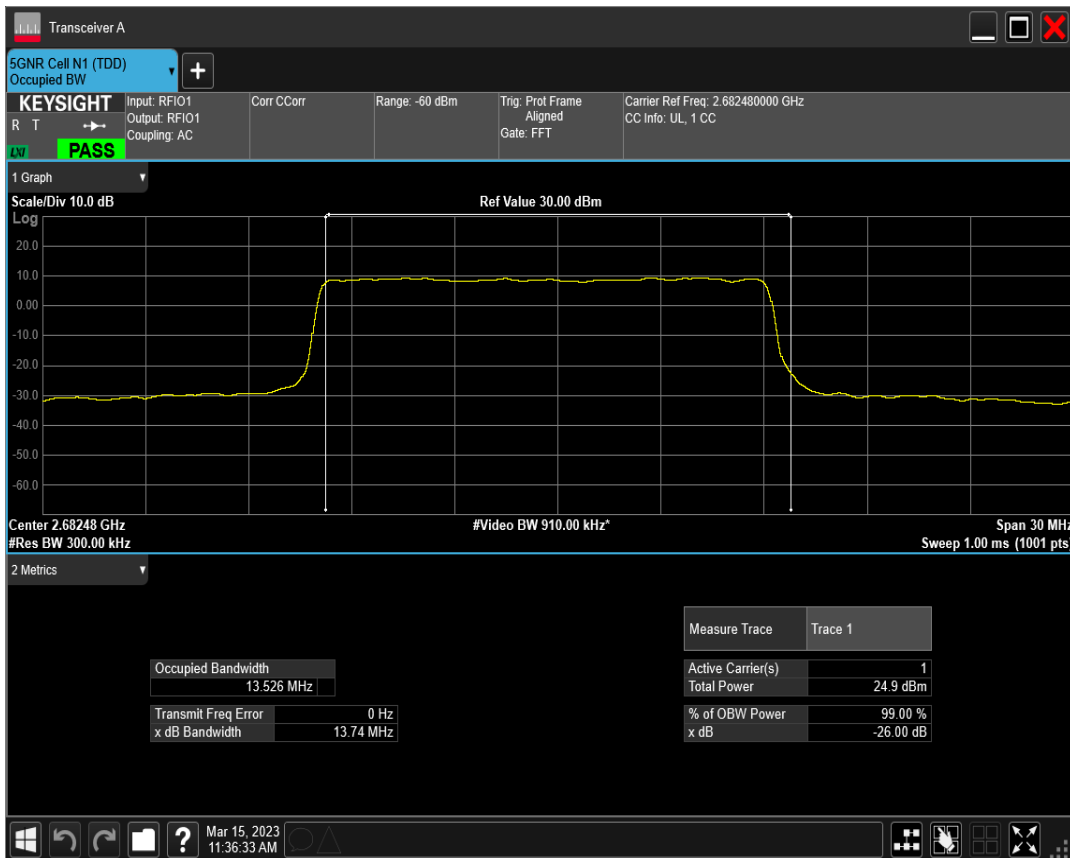 Transceiver A
5GNR Cell N1 (TDD)
Occupied BW
+
KEYSIGHT
R T
LXI
PASS
Input: RFIO1
Output: RFIO1
Coupling: AC
Corr CCorr
Range: -60 dBm
Trig: Prot Frame
Aligned
Gate: FFT
Carrier Ref Freq: 2.682480000 GHz
CC Info: UL, 1 CC
1 Graph
Scale/Div 10.0 dB
Ref Value 30.00 dBm
Log
20.0
10.0
0.00
-10.0
-20.0
-30.0
-40.0
-50.0
-60.0
Center 2.68248 GHz
#Video BW 910.00 kHz*
Span 30 MHz
#Res BW 300.00 kHz
Sweep 1.00 ms (1001 pts)
2 Metrics
Measure Trace Trace 1
Occupied Bandwidth
13.526 MHz
Active Carrier(s) 1
Total Power 24.9 dBm
Transmit Freq Error 0 Hz
x dB Bandwidth 13.74 MHz
% of OBW Power 99.00 %
x dB -26.00 dB
?
Mar 15, 2023
11:36:33 AM